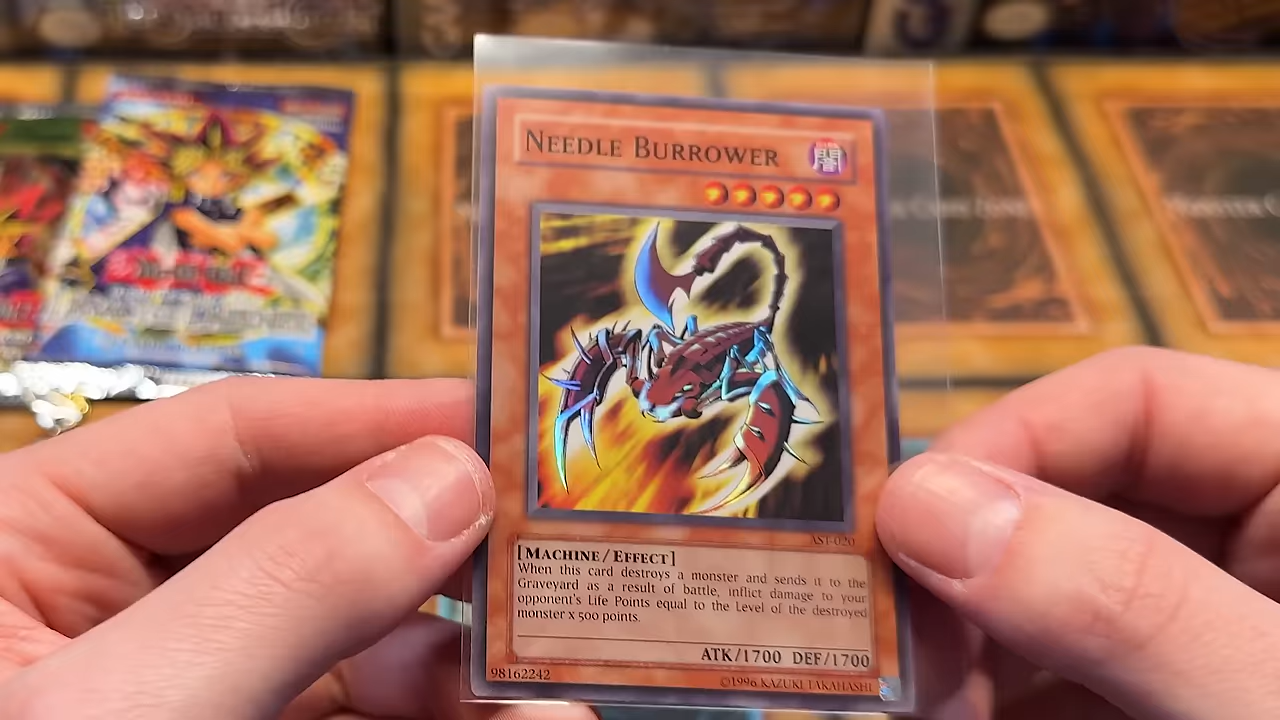 NEEDLE BURROWER
闇
AST-020
[MACHINE/EFFECT]
When this card destroys a monster and sends it to the
Graveyard as a result of battle, inflict damage to your
opponent's Life Points equal to the Level of the destroyed
monster x 500 points.
ATK/1700 DEF/1700
98162242
©1996 KAZUKI TAKAHASHI